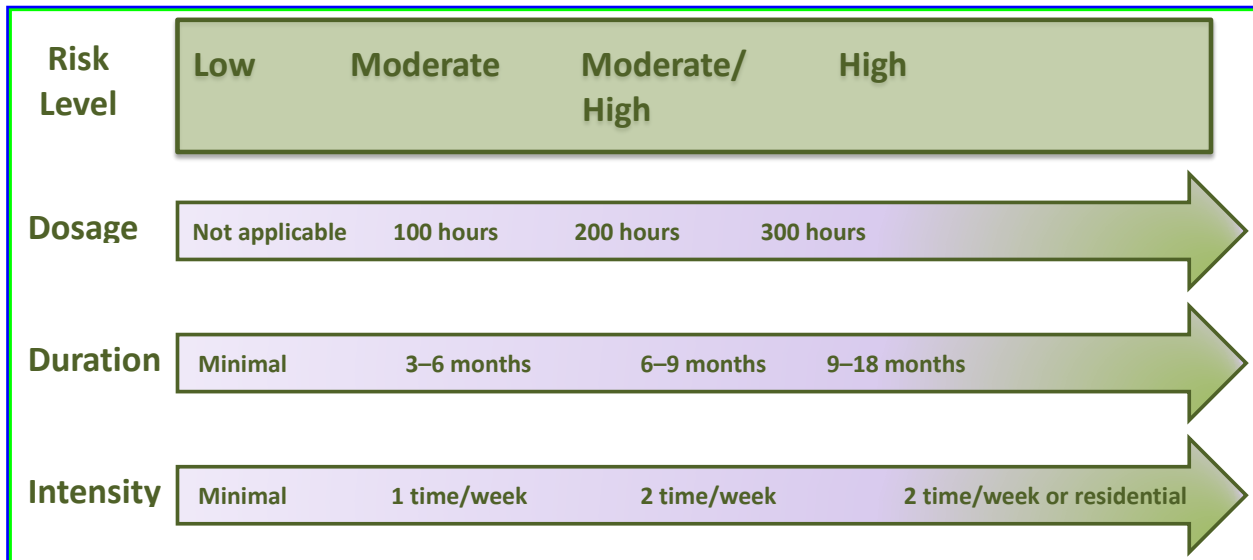 Risk Level
Low Moderate Moderate/ High High
Dosage Not applicable 100 hours 200 hours 300 hours
Duration Minimal 3–6 months 6–9 months 9–18 months
Intensity Minimal 1 time/week 2 time/week 2 time/week or residential